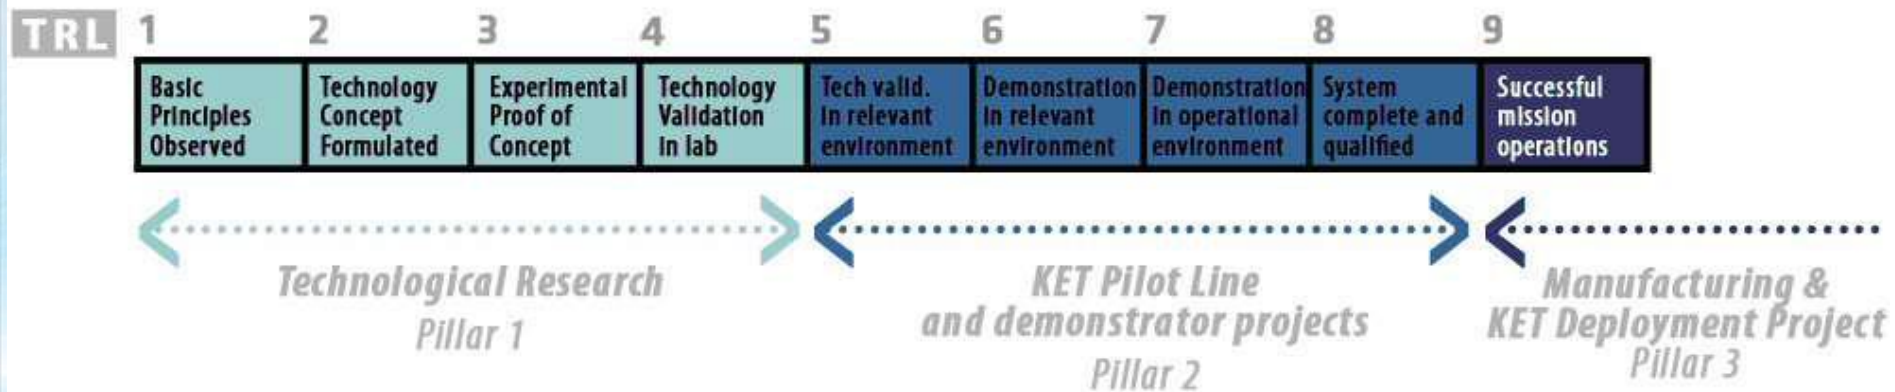 TRL 1 2 3 4 5 6 7 8 9
Basic
Principles
Observed
Technology
Concept
Formulated
Experimental
Proof of
Concept
Technology
Validation
in lab
Tech valid.
in relevant
environment
Demonstration
in relevant
environment
Demonstration
in operational
environment
System
complete and
qualified
Successful
mission
operations
Technological Research
Pillar 1
KET Pilot Line
and demonstrator projects
Pillar 2
Manufacturing &
KET Deployment Project
Pillar 3